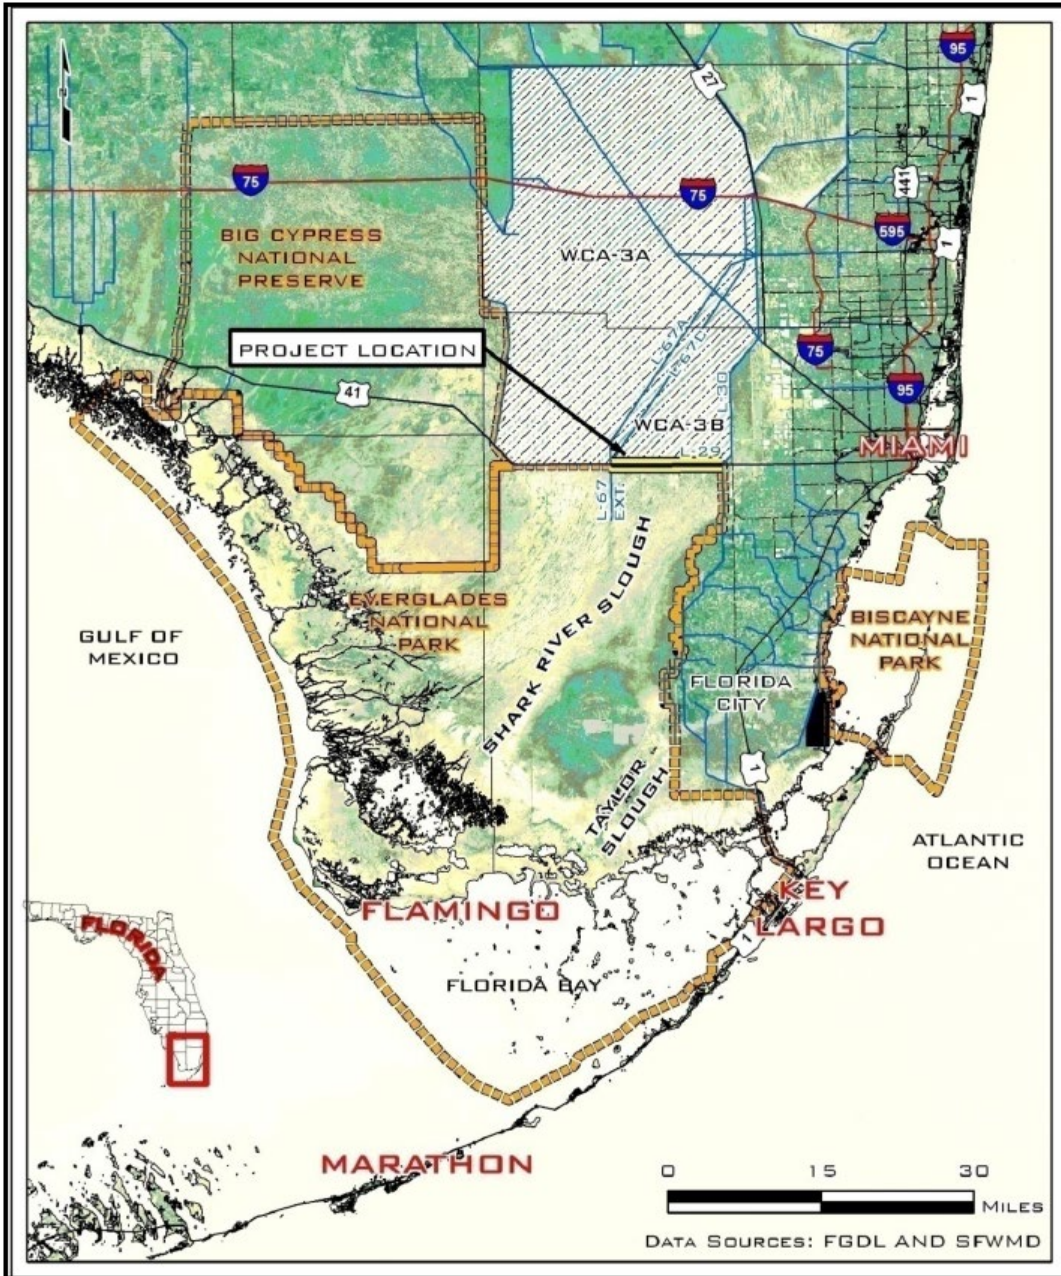 95
27
1
N
75
75
441
595
1
BIG CYPRESS
NATIONAL
PRESERVE
WCA-3A
PROJECT LOCATION
L-67A
L-67C
L-30
75
95
41
WCA-3B
L-29
MIAMI
L-67
EXT.
EVERGLADES
NATIONAL
PARK
SHARK RIVER SLOUGH
BISCAYNE
NATIONAL
PARK
GULF OF
MEXICO
FLORIDA
CITY
1
TAYLOR
SLOUGH
ATLANTIC
OCEAN
FLAMINGO
KEY
LARGO
1
FLORIDA
FLORIDA BAY
MARATHON
0 15 30
MILES
DATA SOURCES: FGDL AND SFWMD